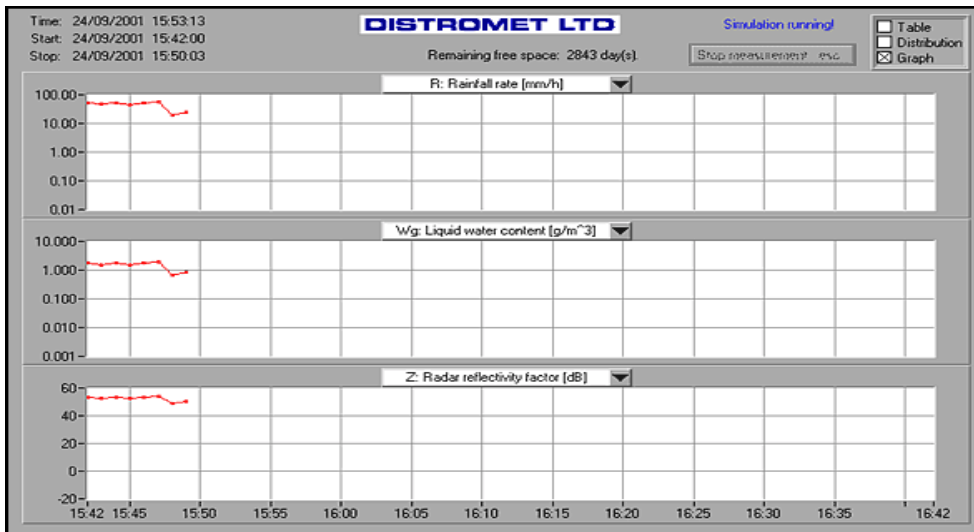 Time: 24/09/2001 15:53:13
Start: 24/09/2001 15:42:00
Stop: 24/09/2001 15:50:03
DISTROMET LTD
Remaining free space: 2843 day(s).
Simulation running!
Stop measurement esc
Table
Distribution
Graph
R: Rainfall rate [mm/h]
100.00
10.00
1.00
0.10
0.01
Wg: Liquid water content [g/m^3]
10.000
1.000
0.100
0.010
0.001
Z: Radar reflectivity factor [dB]
60
40
20
0
-20
15:42 15:45 15:50 15:55 16:00 16:05 16:10 16:15 16:20 16:25 16:30 16:35 16:42